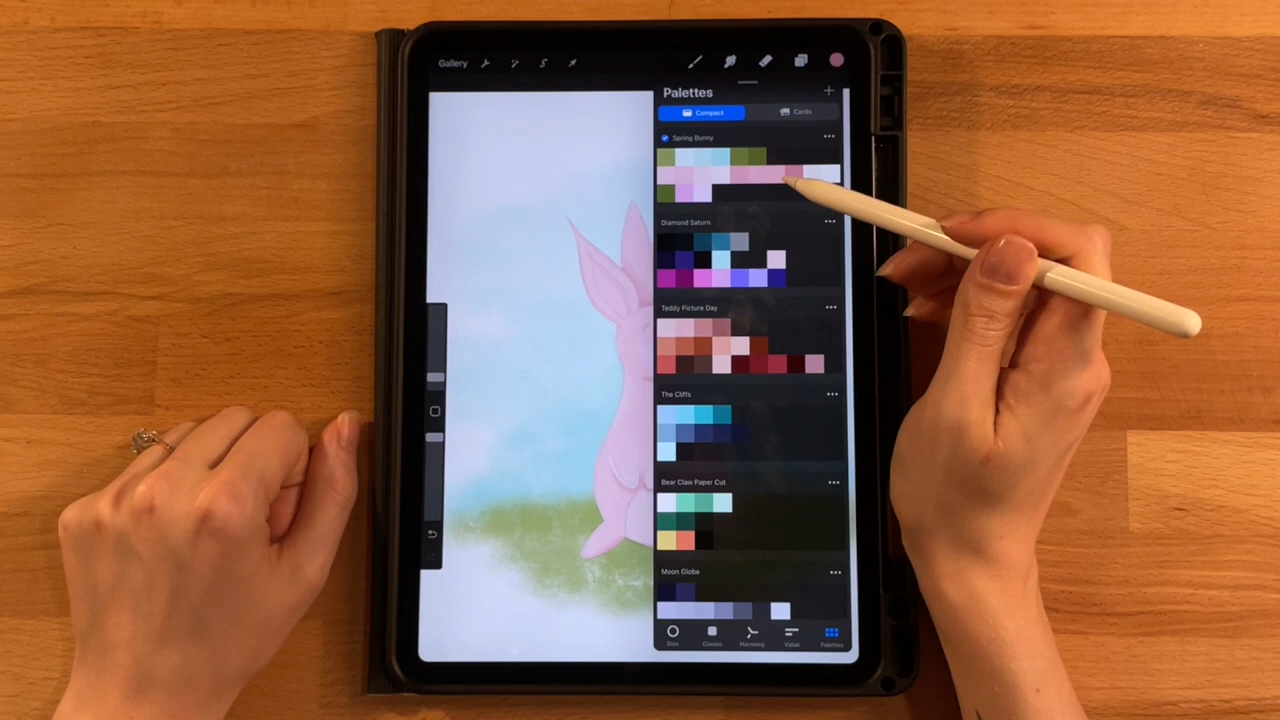 Gallery
Palettes
Compact
Cards
Spring Bunny
Diamond Saturn
Teddy Picture Day
The Cliffs
Bear Claw Paper Cut
Moon Globe
Disc
Classic
Harmony
Value
Palettes